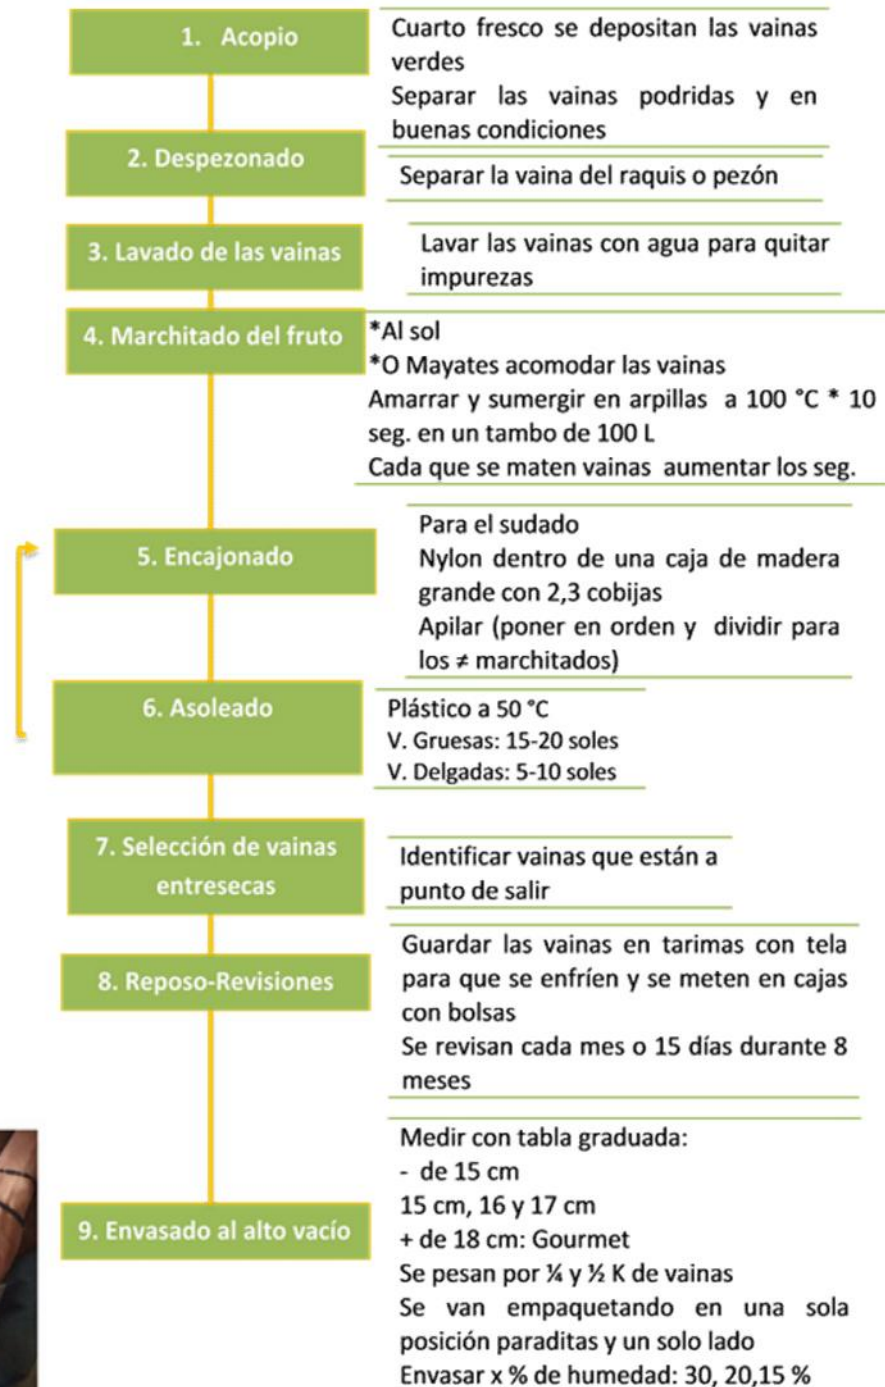 1. Acopio
Cuarto fresco se depositan las vainas
verdes
Separar las vainas podridas y en
buenas condiciones
2. Despezonado
Separar la vaina del raquis o pezón
3. Lavado de las vainas
Lavar las vainas con agua para quitar
impurezas
4. Marchitado del fruto
*Al sol
*O Mayates acomodar las vainas
Amarrar y sumergir en arpillas a 100 °C * 10
seg. en un tambo de 100 L
Cada que se maten vainas aumentar los seg.
5. Encajonado
Para el sudado
Nylon dentro de una caja de madera
grande con 2,3 cobijas
Apilar (poner en orden y dividir para
los ≠ marchitados)
6. Asoleado
Plástico a 50 °C
V. Gruesas: 15-20 soles
V. Delgadas: 5-10 soles
7. Selección de vainas
entresecas
Identificar vainas que están a
punto de salir
8. Reposo-Revisiones
Guardar las vainas en tarimas con tela
para que se enfríen y se meten en cajas
con bolsas
Se revisan cada mes o 15 días durante 8
meses
9. Envasado al alto vacío
Medir con tabla graduada:
- de 15 cm
15 cm, 16 y 17 cm
+ de 18 cm: Gourmet
Se pesan por ¼ y ½ K de vainas
Se van empaquetando en una sola
posición paraditas y un solo lado
Envasar x % de humedad: 30, 20,15 %